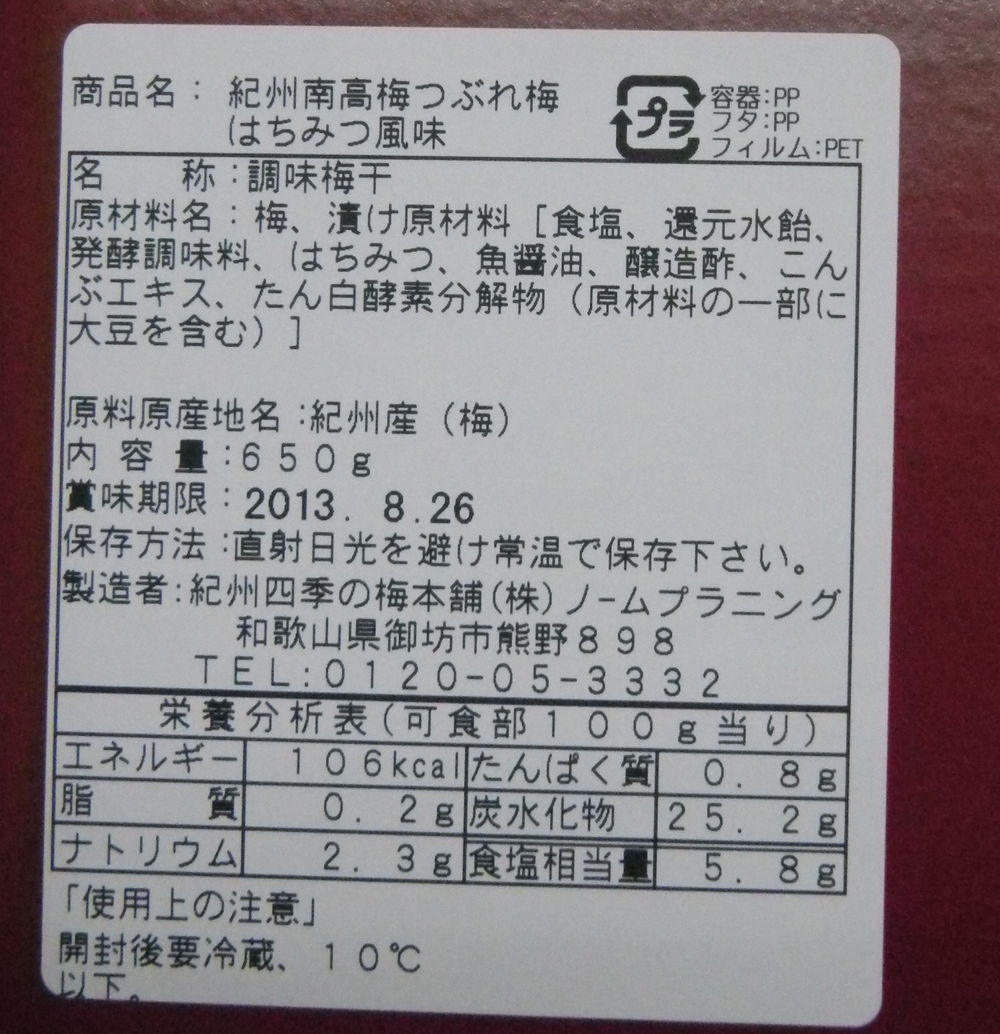 商品名： 紀州南高梅つぶれ梅
はちみつ風味
プラ
容器:PP
フタ:PP
フィルム:PET
名　　称：調味梅干
原材料名：梅、漬け原材料［食塩、還元水飴、
発酵調味料、はちみつ、魚醤油、醸造酢、こん
ぶエキス、たん白酵素分解物（原材料の一部に
大豆を含む）］
原料原産地名：紀州産（梅）
内 容 量：６５０ｇ
賞味期限：2013. 8.26
保存方法：直射日光を避け常温で保存下さい。
製造者：紀州四季の梅本舗（株）ノームプラニング
和歌山県御坊市熊野８９８
ＴＥＬ:０１２０−０５−３３３２
栄養分析表（可食部１００ｇ当り）
エネルギー １０６kcal たんぱく質 ０．８ｇ
脂　　質 ０．２ｇ 炭水化物 ２５．２ｇ
ナトリウム ２．３ｇ 食塩相当量 ５．８ｇ
「使用上の注意」
開封後要冷蔵、１０℃
以下。